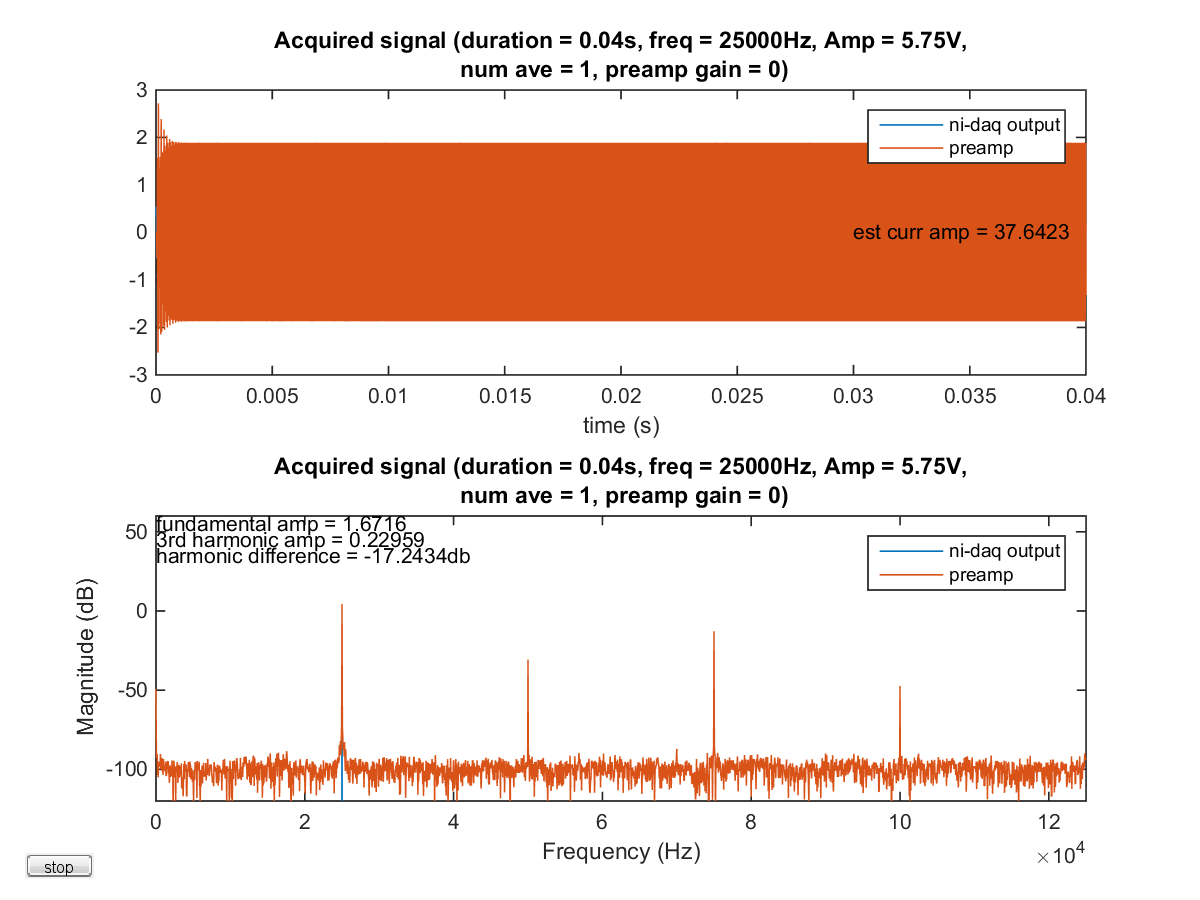 Acquired signal (duration = 0.04s, freq = 25000Hz, Amp = 5.75V,
num ave = 1, preamp gain = 0)
3
2
1
0
-1
-2
-3
ni-daq output
preamp
est curr amp = 37.6423
0 0.005 0.01 0.015 0.02 0.025 0.03 0.035 0.04
time (s)
Acquired signal (duration = 0.04s, freq = 25000Hz, Amp = 5.75V,
num ave = 1, preamp gain = 0)
fundamental amp = 1.6716
3rd harmonic amp = 0.22959
harmonic difference = -17.2434db
ni-daq output
preamp
50
0
-50
-100
Magnitude (dB)
0 2 4 6 8 10 12
Frequency (Hz)
×10⁴
stop